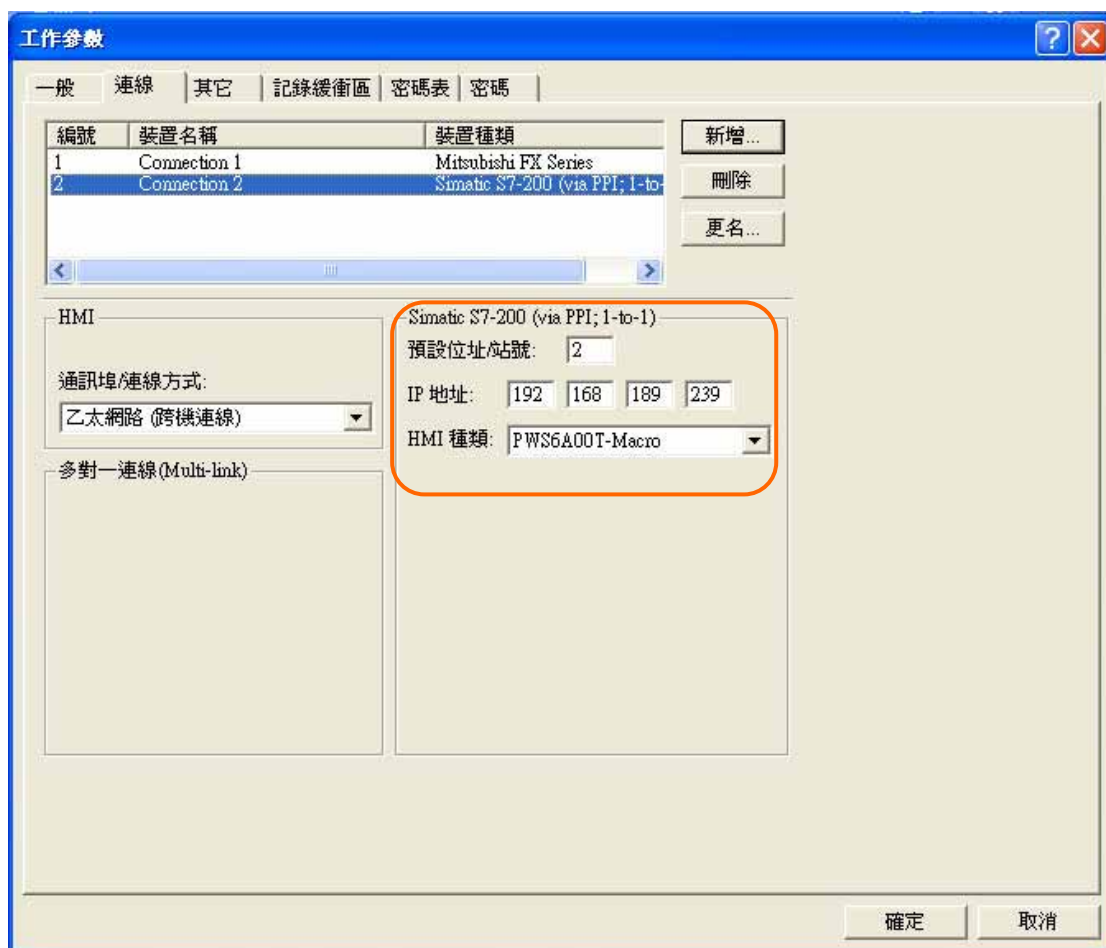 工作參數
一般 連線 其它 記錄緩衝區 密碼表 密碼
編號 裝置名稱 裝置種類
1 Connection 1 Mitsubishi FX Series
2 Connection 2 Simatic S7-200 (via PPI; 1-to-
新增...
刪除
更名...
HMI
通訊埠/連線方式:
乙太網路 (跨機連線)
多對一連線(Multi-link)
Simatic S7-200 (via PPI; 1-to-1)
預設位址/站號: 2
IP 地址: 192 168 189 239
HMI 種類: PWS6A00T-Macro
確定 取消